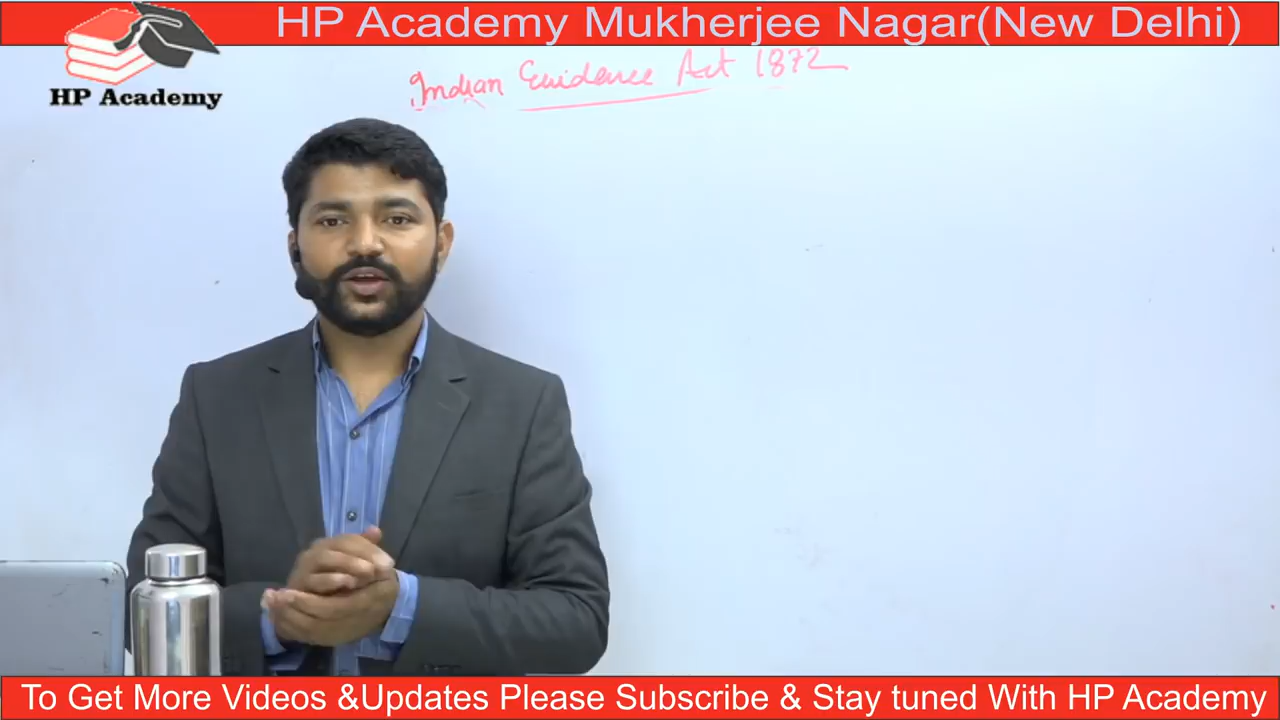 HP Academy Mukherjee Nagar(New Delhi)
HP Academy
Indian Evidence Act 1872
To Get More Videos &Updates Please Subscribe & Stay tuned With HP Academy